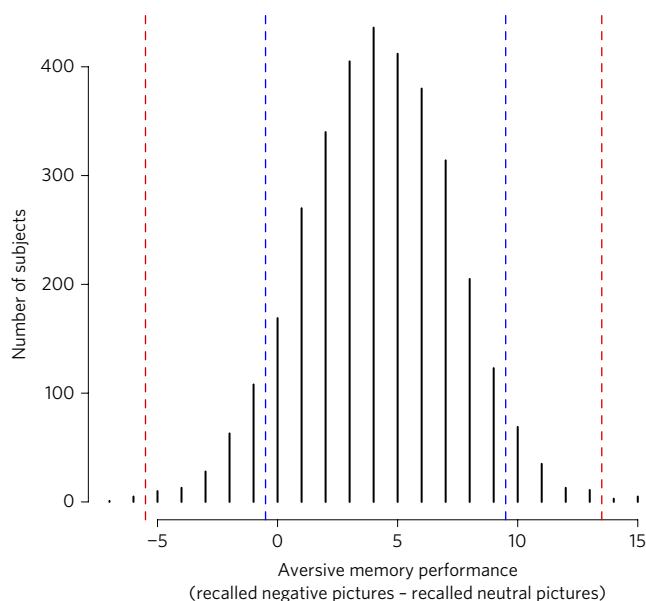 400
300
200
100
0
Number of subjects
−5 0 5 10 15
Aversive memory performance
(recalled negative pictures – recalled neutral pictures)